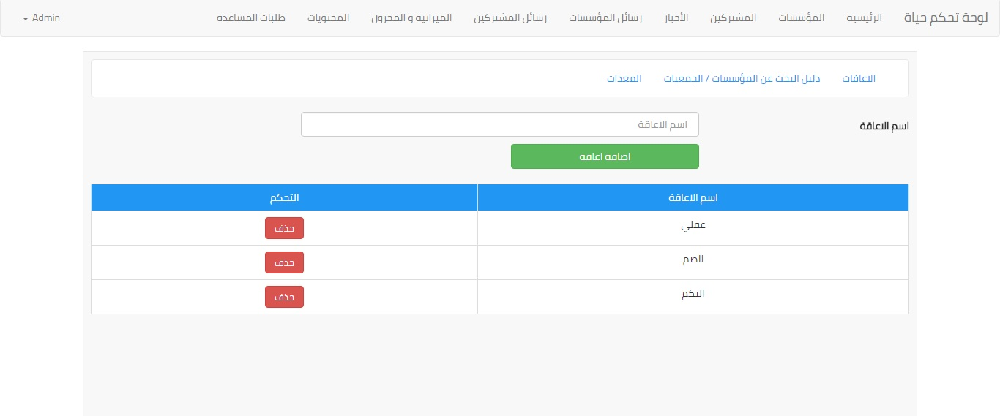 لوحة تحكم حياة الرئيسية المؤسسات المشتركين الأخبار رسائل المؤسسات رسائل المشتركين الميزانية و المخزون المحتويات طلبات المساعدة Admin
الاعاقات دليل البحث عن المؤسسات / الجمعيات المعدات
اسم الاعاقة اسم الاعاقة
اضافة اعاقة
اسم الاعاقة التحكم
عقلي حذف
الصم حذف
البكم حذف